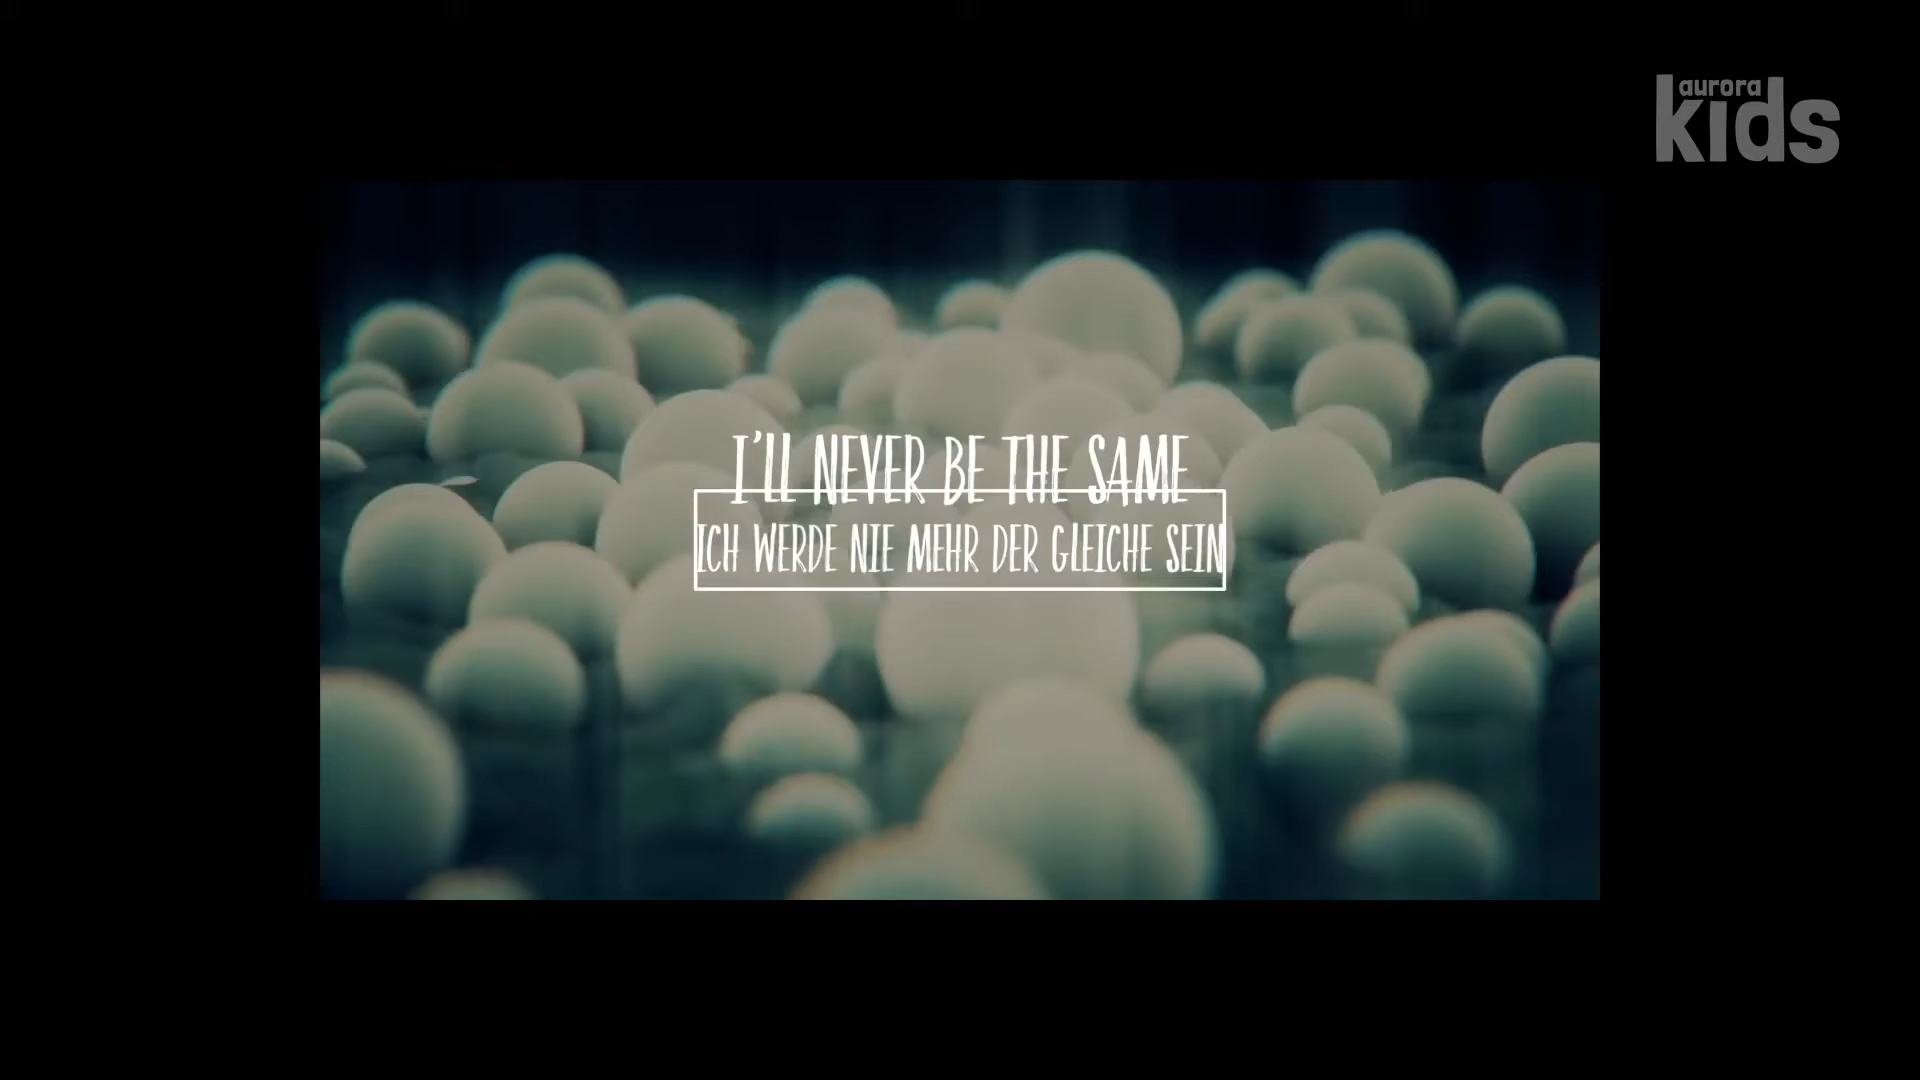 aurora
kids
I'LL NEVER BE THE SAME
ICH WERDE NIE MEHR DER GLEICHE SEIN